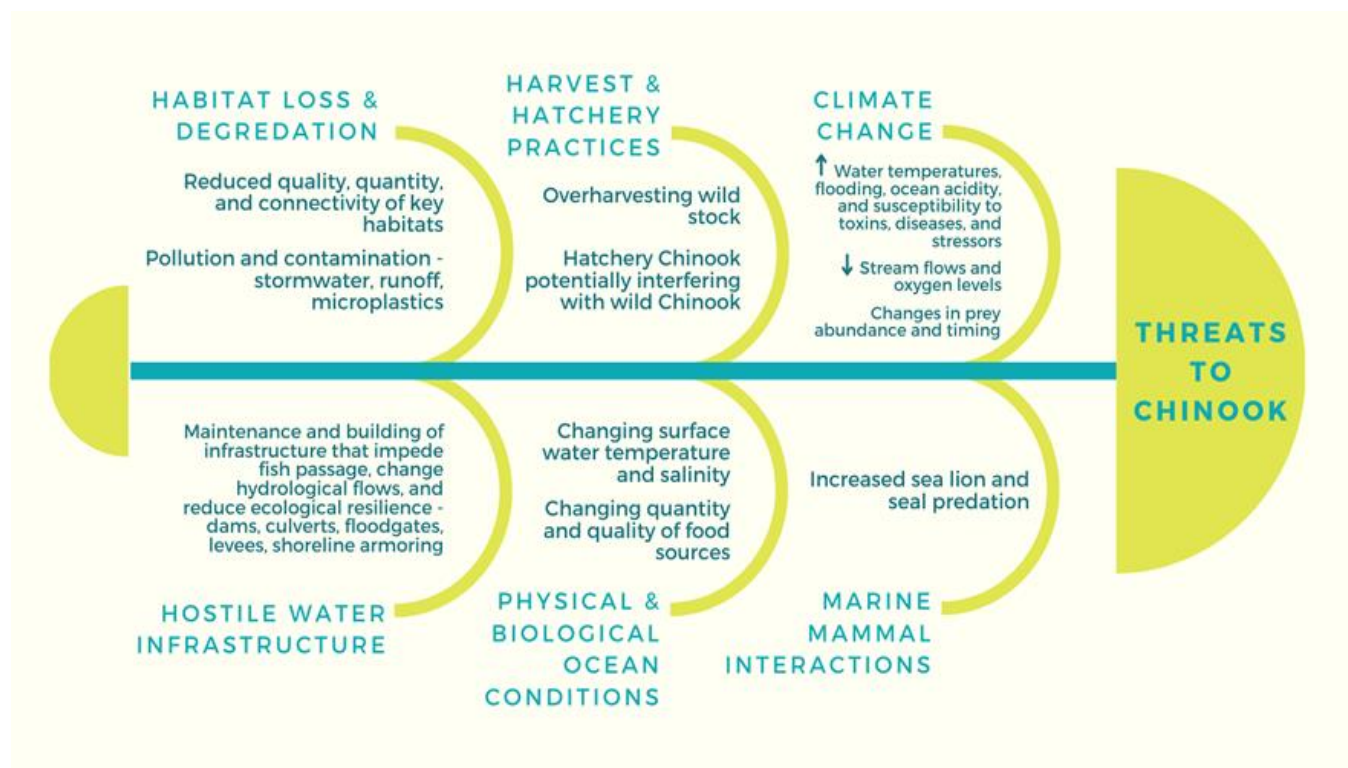 HABITAT LOSS &
DEGREDATION
Reduced quality, quantity,
and connectivity of key
habitats
Pollution and contamination -
stormwater, runoff,
microplastics
HARVEST &
HATCHERY
PRACTICES
Overharvesting wild
stock
Hatchery Chinook
potentially interfering
with wild Chinook
CLIMATE
CHANGE
↑ Water temperatures,
flooding, ocean acidity,
and susceptibility to
toxins, diseases, and
stressors
↓ Stream flows and
oxygen levels
Changes in prey
abundance and timing
THREATS
TO
CHINOOK
Maintenance and building of
infrastructure that impede
fish passage, change
hydrological flows, and
reduce ecological resilience -
dams, culverts, floodgates,
levees, shoreline armoring
HOSTILE WATER
INFRASTRUCTURE
Changing surface
water temperature
and salinity
Changing quantity
and quality of food
sources
PHYSICAL &
BIOLOGICAL
OCEAN
CONDITIONS
Increased sea lion and
seal predation
MARINE
MAMMAL
INTERACTIONS